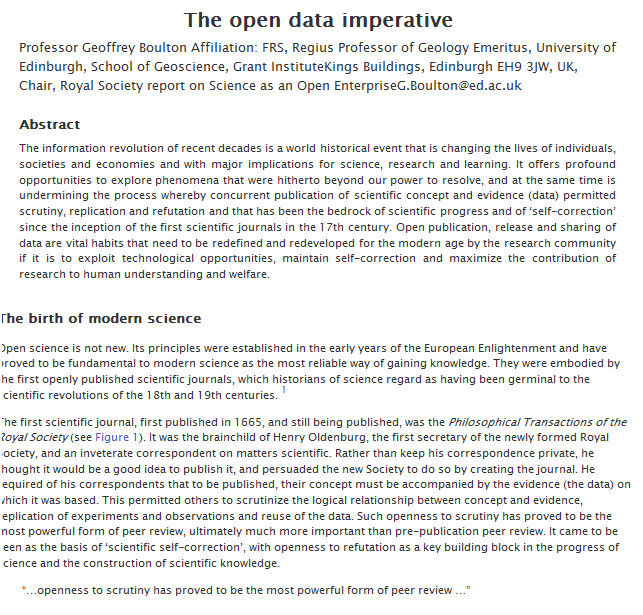 The open data imperative
Professor Geoffrey Boulton Affiliation: FRS, Regius Professor of Geology Emeritus, University of
Edinburgh, School of Geoscience, Grant InstituteKings Buildings, Edinburgh EH9 3JW, UK,
Chair, Royal Society report on Science as an Open EnterpriseG.Boulton@ed.ac.uk
Abstract
The information revolution of recent decades is a world historical event that is changing the lives of individuals,
societies and economies and with major implications for science, research and learning. It offers profound
opportunities to explore phenomena that were hitherto beyond our power to resolve, and at the same time is
undermining the process whereby concurrent publication of scientific concept and evidence (data) permitted
scrutiny, replication and refutation and that has been the bedrock of scientific progress and of ‘self-correction’
since the inception of the first scientific journals in the 17th century. Open publication, release and sharing of
data are vital habits that need to be redefined and redeveloped for the modern age by the research community
if it is to exploit technological opportunities, maintain self-correction and maximize the contribution of
research to human understanding and welfare.
The birth of modern science
Open science is not new. Its principles were established in the early years of the European Enlightenment and have
proved to be fundamental to modern science as the most reliable way of gaining knowledge. They were embodied by
he first openly published scientific journals, which historians of science regard as having been germinal to the
cientific revolutions of the 18th and 19th centuries. 1
The first scientific journal, first published in 1665, and still being published, was the Philosophical Transactions of the
Royal Society (see Figure 1). It was the brainchild of Henry Oldenburg, the first secretary of the newly formed Royal
ociety, and an inveterate correspondent on matters scientific. Rather than keep his correspondence private, he
hought it would be a good idea to publish it, and persuaded the new Society to do so by creating the journal. He
equired of his correspondents that to be published, their concept must be accompanied by the evidence (the data) on
which it was based. This permitted others to scrutinize the logical relationship between concept and evidence,
eplication of experiments and observations and reuse of the data. Such openness to scrutiny has proved to be the
most powerful form of peer review, ultimately much more important than pre-publication peer review. It came to be
een as the basis of ‘scientific self-correction’, with openness to refutation as a key building block in the progress of
cience and the construction of scientific knowledge.
“...openness to scrutiny has proved to be the most powerful form of peer review ...”